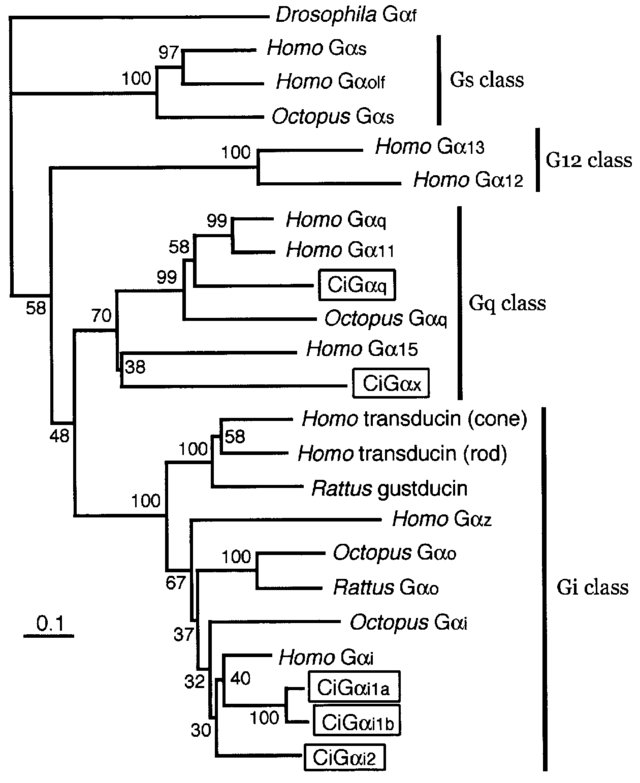 Drosophila Gαf
Homo Gαs
97
Homo Gαolf
100
Gs class
Octopus Gαs
Homo Gα13
100
G12 class
Homo Gα12
Homo Gαq
99
Homo Gα11
58
CiGαq
99
Octopus Gαq
Gq class
58
70
Homo Gα15
38
CiGαx
Homo transducin (cone)
58
48
100
Homo transducin (rod)
Rattus gustducin
100
Homo Gαz
Octopus Gαo
100
67
Rattus Gαo
Gi class
0.1
37
Octopus Gαi
Homo Gαi
32
40
CiGαi1a
100
CiGαi1b
30
CiGαi2